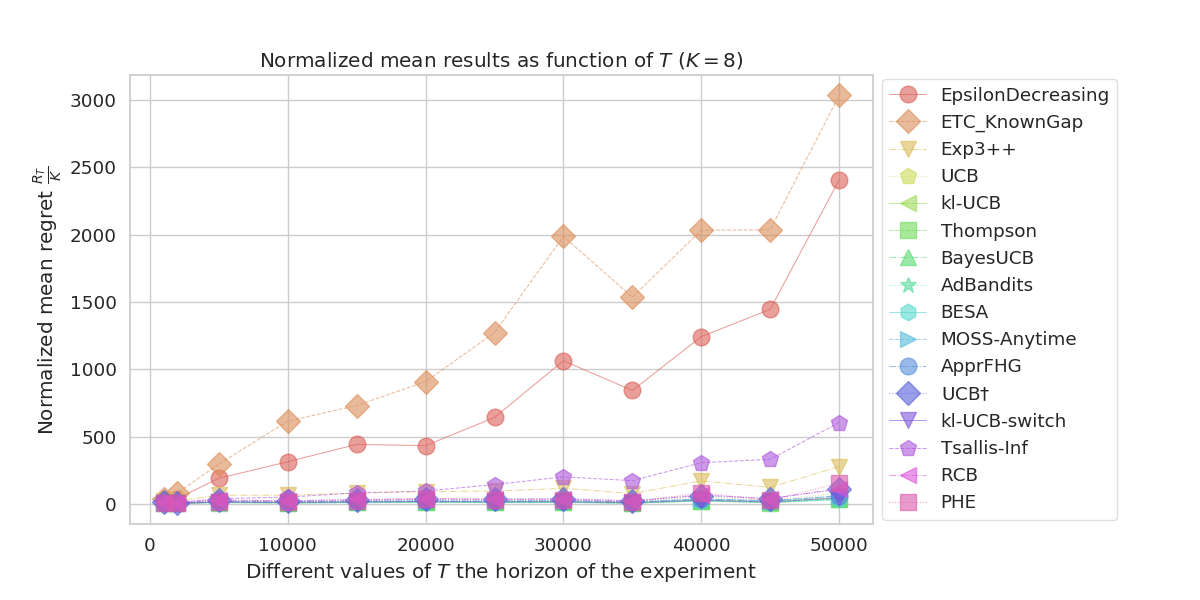 Normalized mean results as function of T (K = 8)
Normalized mean regret R_T/K
3000
2500
2000
1500
1000
500
0
0 10000 20000 30000 40000 50000
Different values of T the horizon of the experiment
EpsilonDecreasing
ETC_KnownGap
Exp3++
UCB
kl-UCB
Thompson
BayesUCB
AdBandits
BESA
MOSS-Anytime
ApprFHG
UCB†
kl-UCB-switch
Tsallis-Inf
RCB
PHE